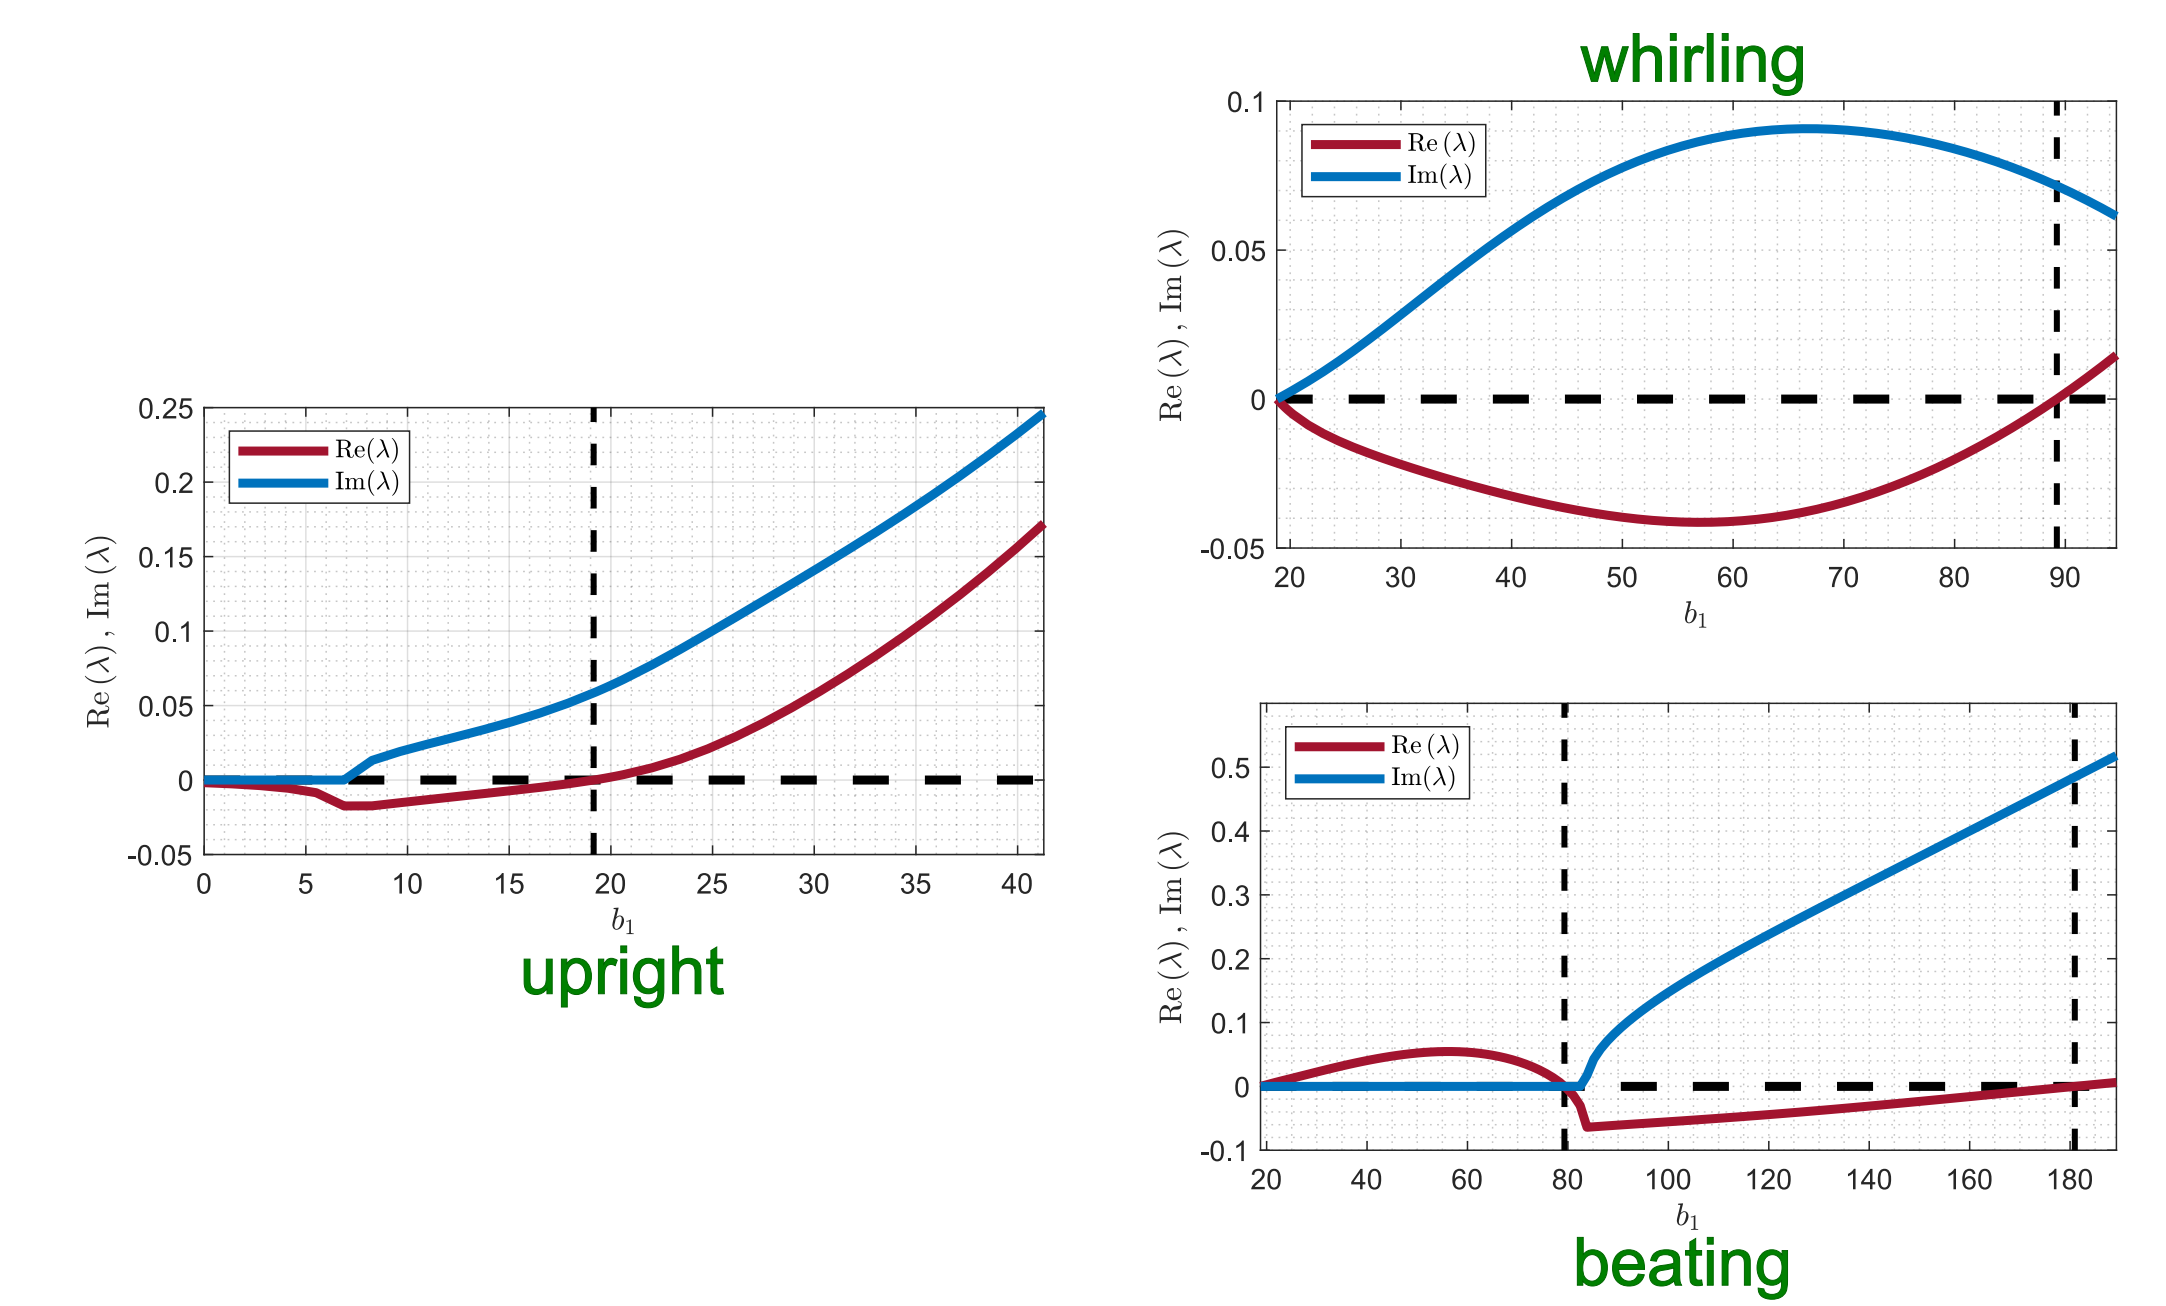 0.25
0.2
0.15
0.1
0.05
0
-0.05
Re (λ) , Im (λ)
Re(λ)
Im(λ)
0 5 10 15 20 25 30 35 40
b1
upright
whirling
0.1
0.05
0
-0.05
Re (λ) , Im (λ)
Re (λ)
Im(λ)
20 30 40 50 60 70 80 90
b1
0.5
0.4
0.3
0.2
0.1
0
-0.1
Re (λ) , Im (λ)
Re (λ)
Im(λ)
20 40 60 80 100 120 140 160 180
b1
beating